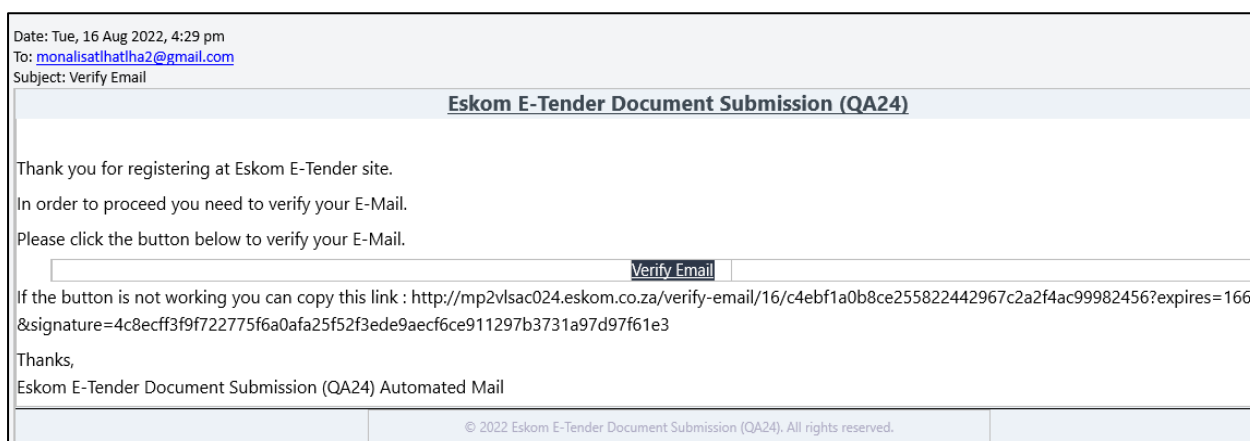 Date: Tue, 16 Aug 2022, 4:29 pm
To: monalisatlhatlha2@gmail.com
Subject: Verify Email
Eskom E-Tender Document Submission (QA24)
Thank you for registering at Eskom E-Tender site.
In order to proceed you need to verify your E-Mail.
Please click the button below to verify your E-Mail.
Verify Email
If the button is not working you can copy this link : http://mp2vlsac024.eskom.co.za/verify-email/16/c4ebf1a0b8ce255822442967c2a2f4ac99982456?expires=166
&signature=4c8ecff3f9f722775f6a0afa25f52f3ede9aecf6ce911297b3731a97d97f61e3
Thanks,
Eskom E-Tender Document Submission (QA24) Automated Mail
© 2022 Eskom E-Tender Document Submission (QA24). All rights reserved.